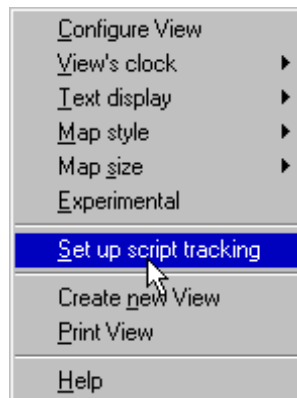 Configure View
View's clock
Text display
Map style
Map size
Experimental
Set up script tracking
Create new View
Print View
Help